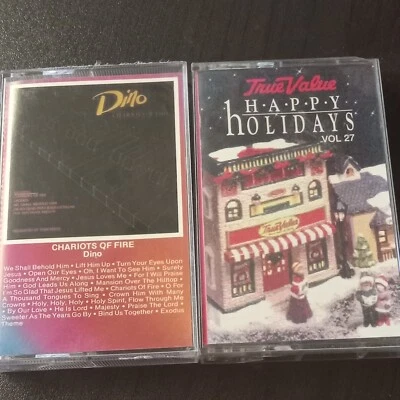 Dino
CHARIOTS OF FIRE
CHARIOTS OF FIRE
Dino
We Shall Behold Him • Lift Him Up • Turn Your Eyes Upon
Jesus • Open Our Eyes • Oh, I Want To See Him • Surely
Goodness And Mercy • Jesus Loves Me • For I Will Praise
Him • God Leads Us Along • Mansion Over the Hilltop •
I'm So Glad That Jesus Lifted Me • Chariots Of Fire • O For
A Thousand Tongues To Sing • Crown Him With Many
Crowns • Holy, Holy, Holy • Holy Spirit, Flow Through Me
• By Our Love • He Is Lord • Majesty • Praise The Lord •
Sweeter As The Years Go By • Bind Us Together • Exodus
Theme
True Value
HAPPY
HOLIDAYS
VOL 27
True Value